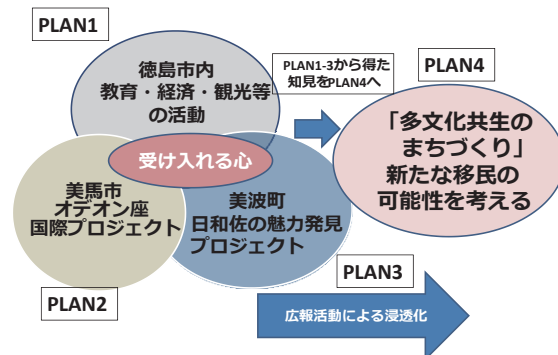 PLAN1
徳島市内
教育・経済・観光等
の活動
PLAN1-3から得た
知見をPLAN4へ
PLAN4
「多文化共生の
まちづくり」
新たな移民の
可能性を考える
受け入れる心
美馬市
オデオン座
国際プロジェクト
美波町
日和佐の魅力発見
プロジェクト
PLAN2
PLAN3
広報活動による浸透化